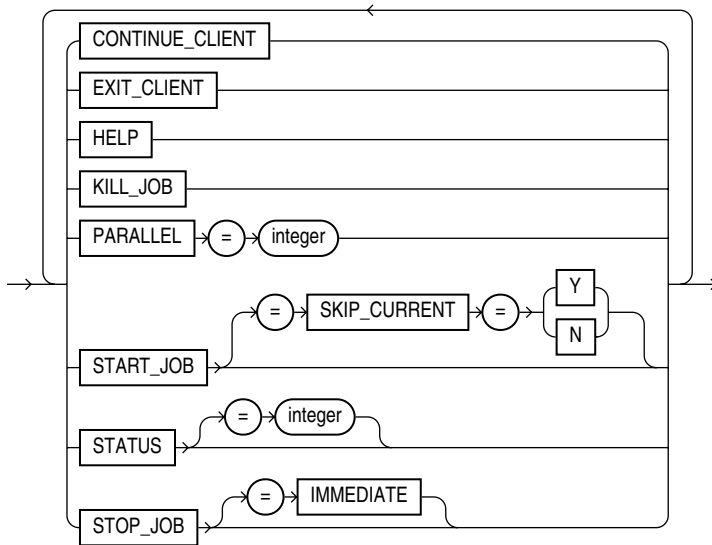 CONTINUE_CLIENT
EXIT_CLIENT
HELP
KILL_JOB
PARALLEL = integer
START_JOB = SKIP_CURRENT = Y
N
STATUS = integer
STOP_JOB = IMMEDIATE